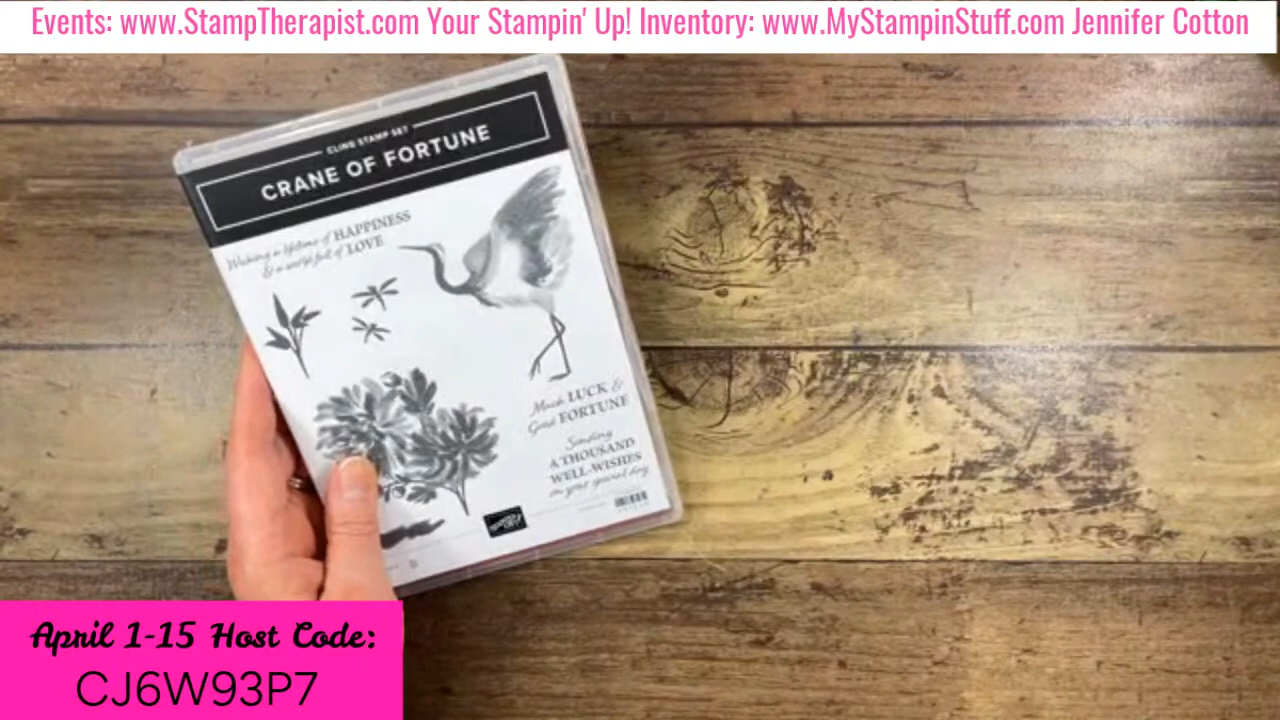 Events: www.StampTherapist.com Your Stampin' Up! Inventory: www.MyStampinStuff.com Jennifer Cotton
CLING STAMP SET
CRANE OF FORTUNE
Wishing a lifetime of HAPPINESS
& a world full of LOVE
Much LUCK &
Good FORTUNE
Sending
A THOUSAND
WELL-WISHES
on your special day
April 1-15 Host Code:
CJ6W93P7